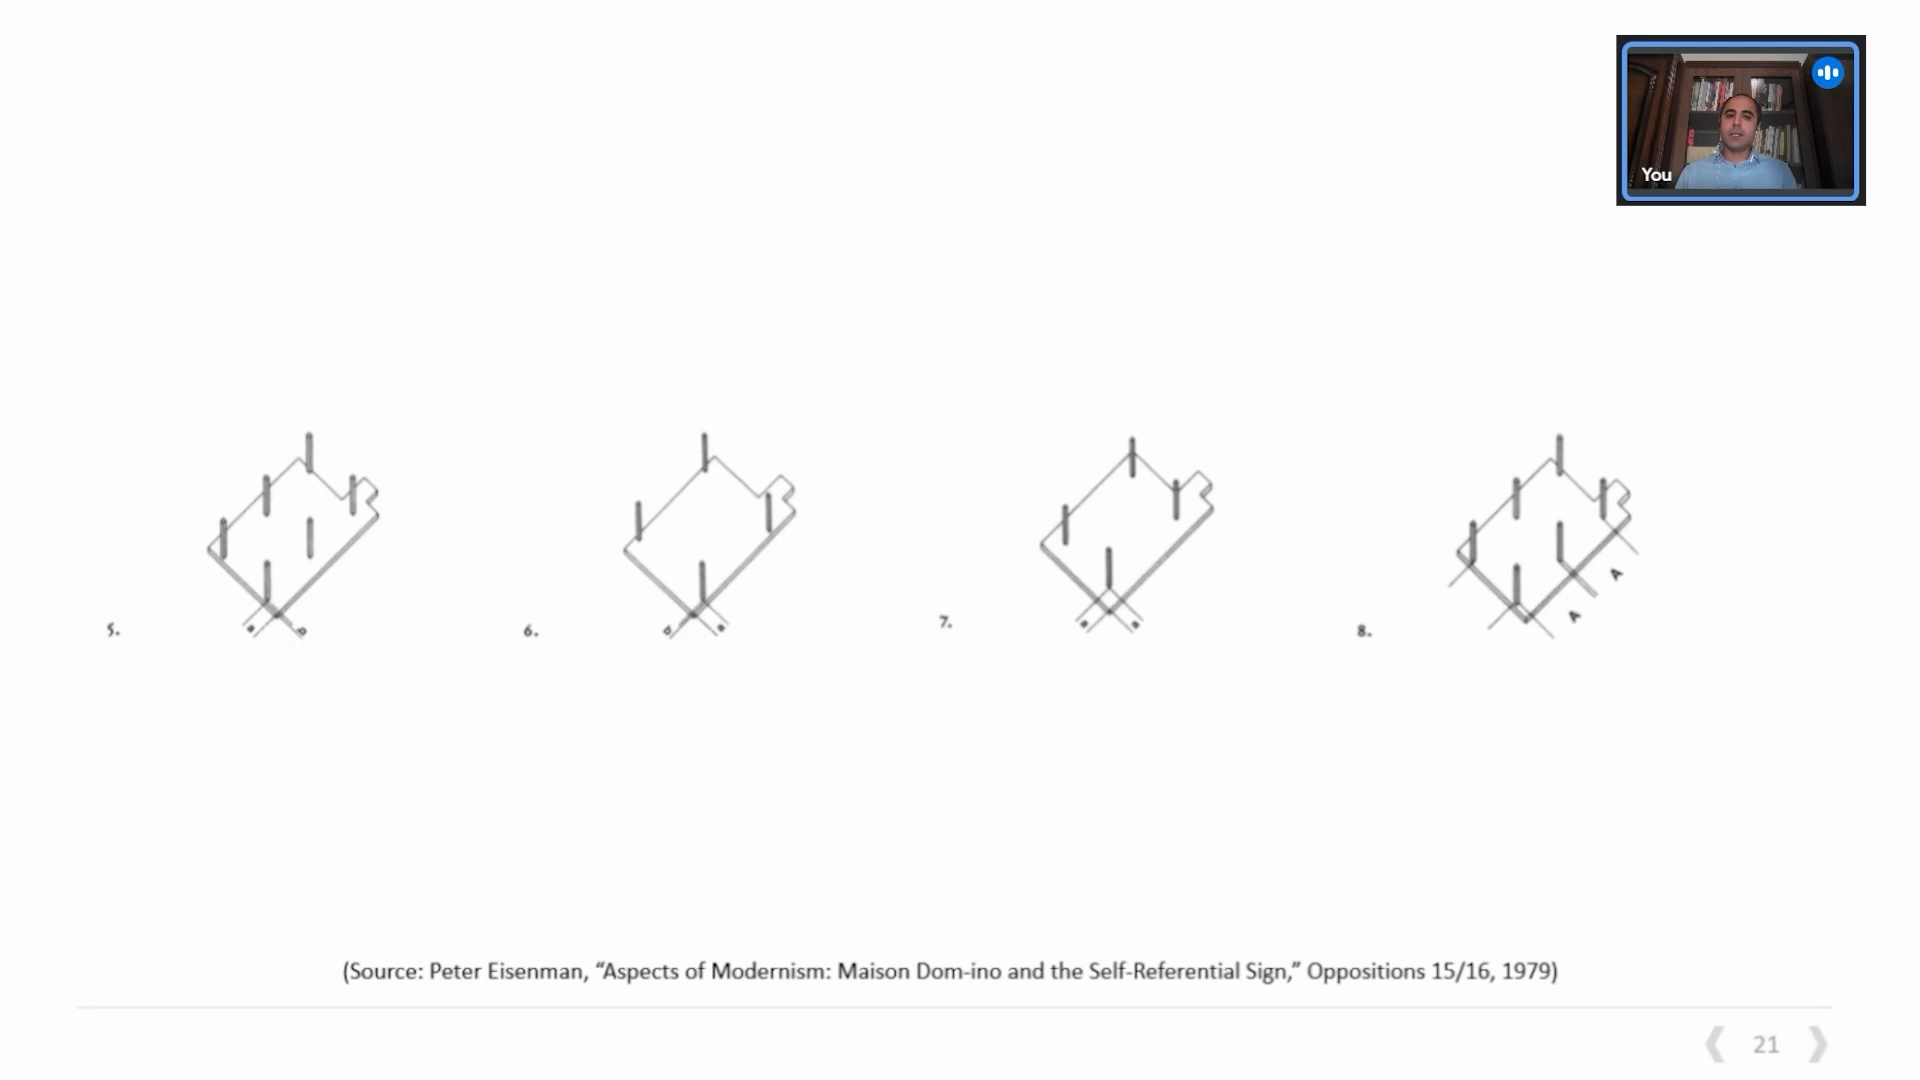 You
5.
6.
7.
8.
A
A
(Source: Peter Eisenman, “Aspects of Modernism: Maison Dom-ino and the Self-Referential Sign,” Oppositions 15/16, 1979)
21